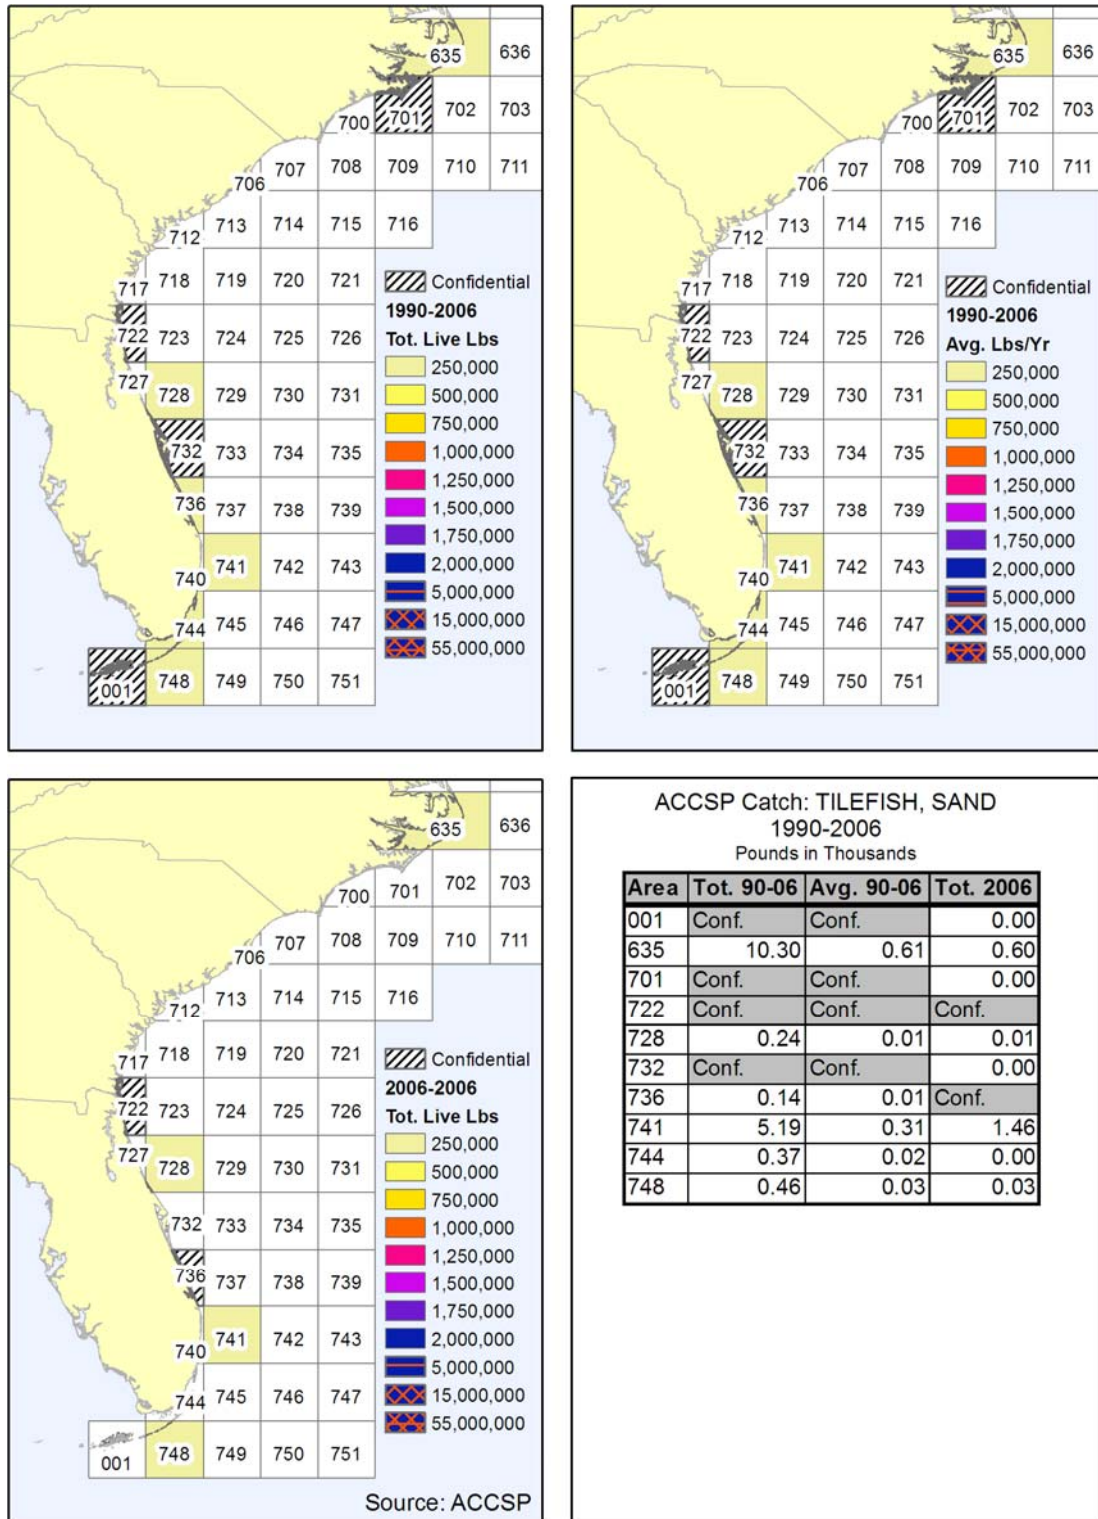 635 636
700 701 702 703
706 707 708 709 710 711
712 713 714 715 716
717 718 719 720 721
722 723 724 725 726
727 728 729 730 731
732 733 734 735
736 737 738 739
740 741 742 743
744 745 746 747
001 748 749 750 751
Confidential
1990-2006
Tot. Live Lbs
250,000
500,000
750,000
1,000,000
1,250,000
1,500,000
1,750,000
2,000,000
5,000,000
15,000,000
55,000,000
635 636
700 701 702 703
706 707 708 709 710 711
712 713 714 715 716
717 718 719 720 721
722 723 724 725 726
727 728 729 730 731
732 733 734 735
736 737 738 739
740 741 742 743
744 745 746 747
001 748 749 750 751
Confidential
1990-2006
Avg. Lbs/Yr
250,000
500,000
750,000
1,000,000
1,250,000
1,500,000
1,750,000
2,000,000
5,000,000
15,000,000
55,000,000
635 636
700 701 702 703
706 707 708 709 710 711
712 713 714 715 716
717 718 719 720 721
722 723 724 725 726
727 728 729 730 731
732 733 734 735
736 737 738 739
740 741 742 743
744 745 746 747
001 748 749 750 751
Confidential
2006-2006
Tot. Live Lbs
250,000
500,000
750,000
1,000,000
1,250,000
1,500,000
1,750,000
2,000,000
5,000,000
15,000,000
55,000,000
Source: ACCSP
ACCSP Catch: TILEFISH, SAND
1990-2006
Pounds in Thousands
Area Tot. 90-06 Avg. 90-06 Tot. 2006
001 Conf. Conf. 0.00
635 10.30 0.61 0.60
701 Conf. Conf. 0.00
722 Conf. Conf. Conf.
728 0.24 0.01 0.01
732 Conf. Conf. 0.00
736 0.14 0.01 Conf.
741 5.19 0.31 1.46
744 0.37 0.02 0.00
748 0.46 0.03 0.03